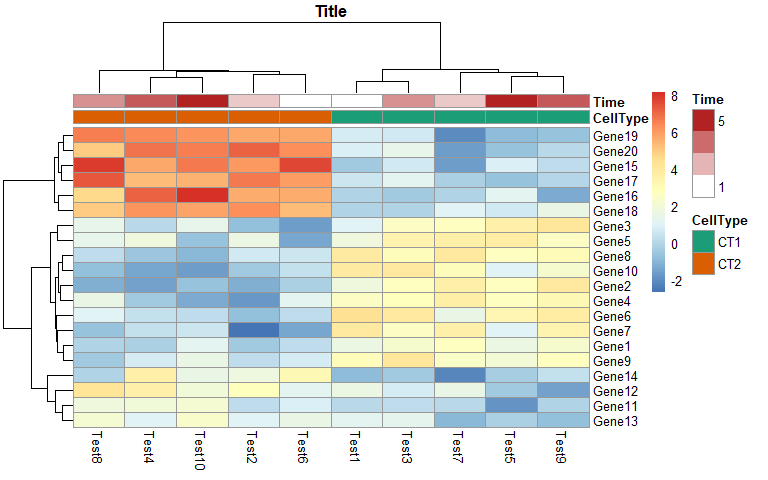 Title
Time
CellType
Gene19
Gene20
Gene15
Gene17
Gene16
Gene18
Gene3
Gene5
Gene8
Gene10
Gene2
Gene4
Gene6
Gene7
Gene1
Gene9
Gene14
Gene12
Gene11
Gene13
Test8
Test4
Test10
Test2
Test6
Test1
Test3
Test7
Test5
Test9
8
6
4
2
0
-2
Time
5
1
CellType
CT1
CT2